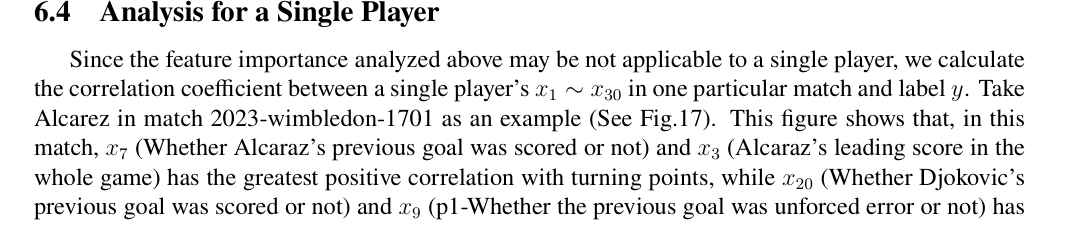 6.4 Analysis for a Single Player
Since the feature importance analyzed above may be not applicable to a single player, we calculate
the correlation coefficient between a single player's x₁ ∼ x₃₀ in one particular match and label y. Take
Alcarez in match 2023-wimbledon-1701 as an example (See Fig.17). This figure shows that, in this
match, x₇ (Whether Alcaraz's previous goal was scored or not) and x₃ (Alcaraz's leading score in the
whole game) has the greatest positive correlation with turning points, while x₂₀ (Whether Djokovic's
previous goal was scored or not) and x₉ (p1-Whether the previous goal was unforced error or not) has